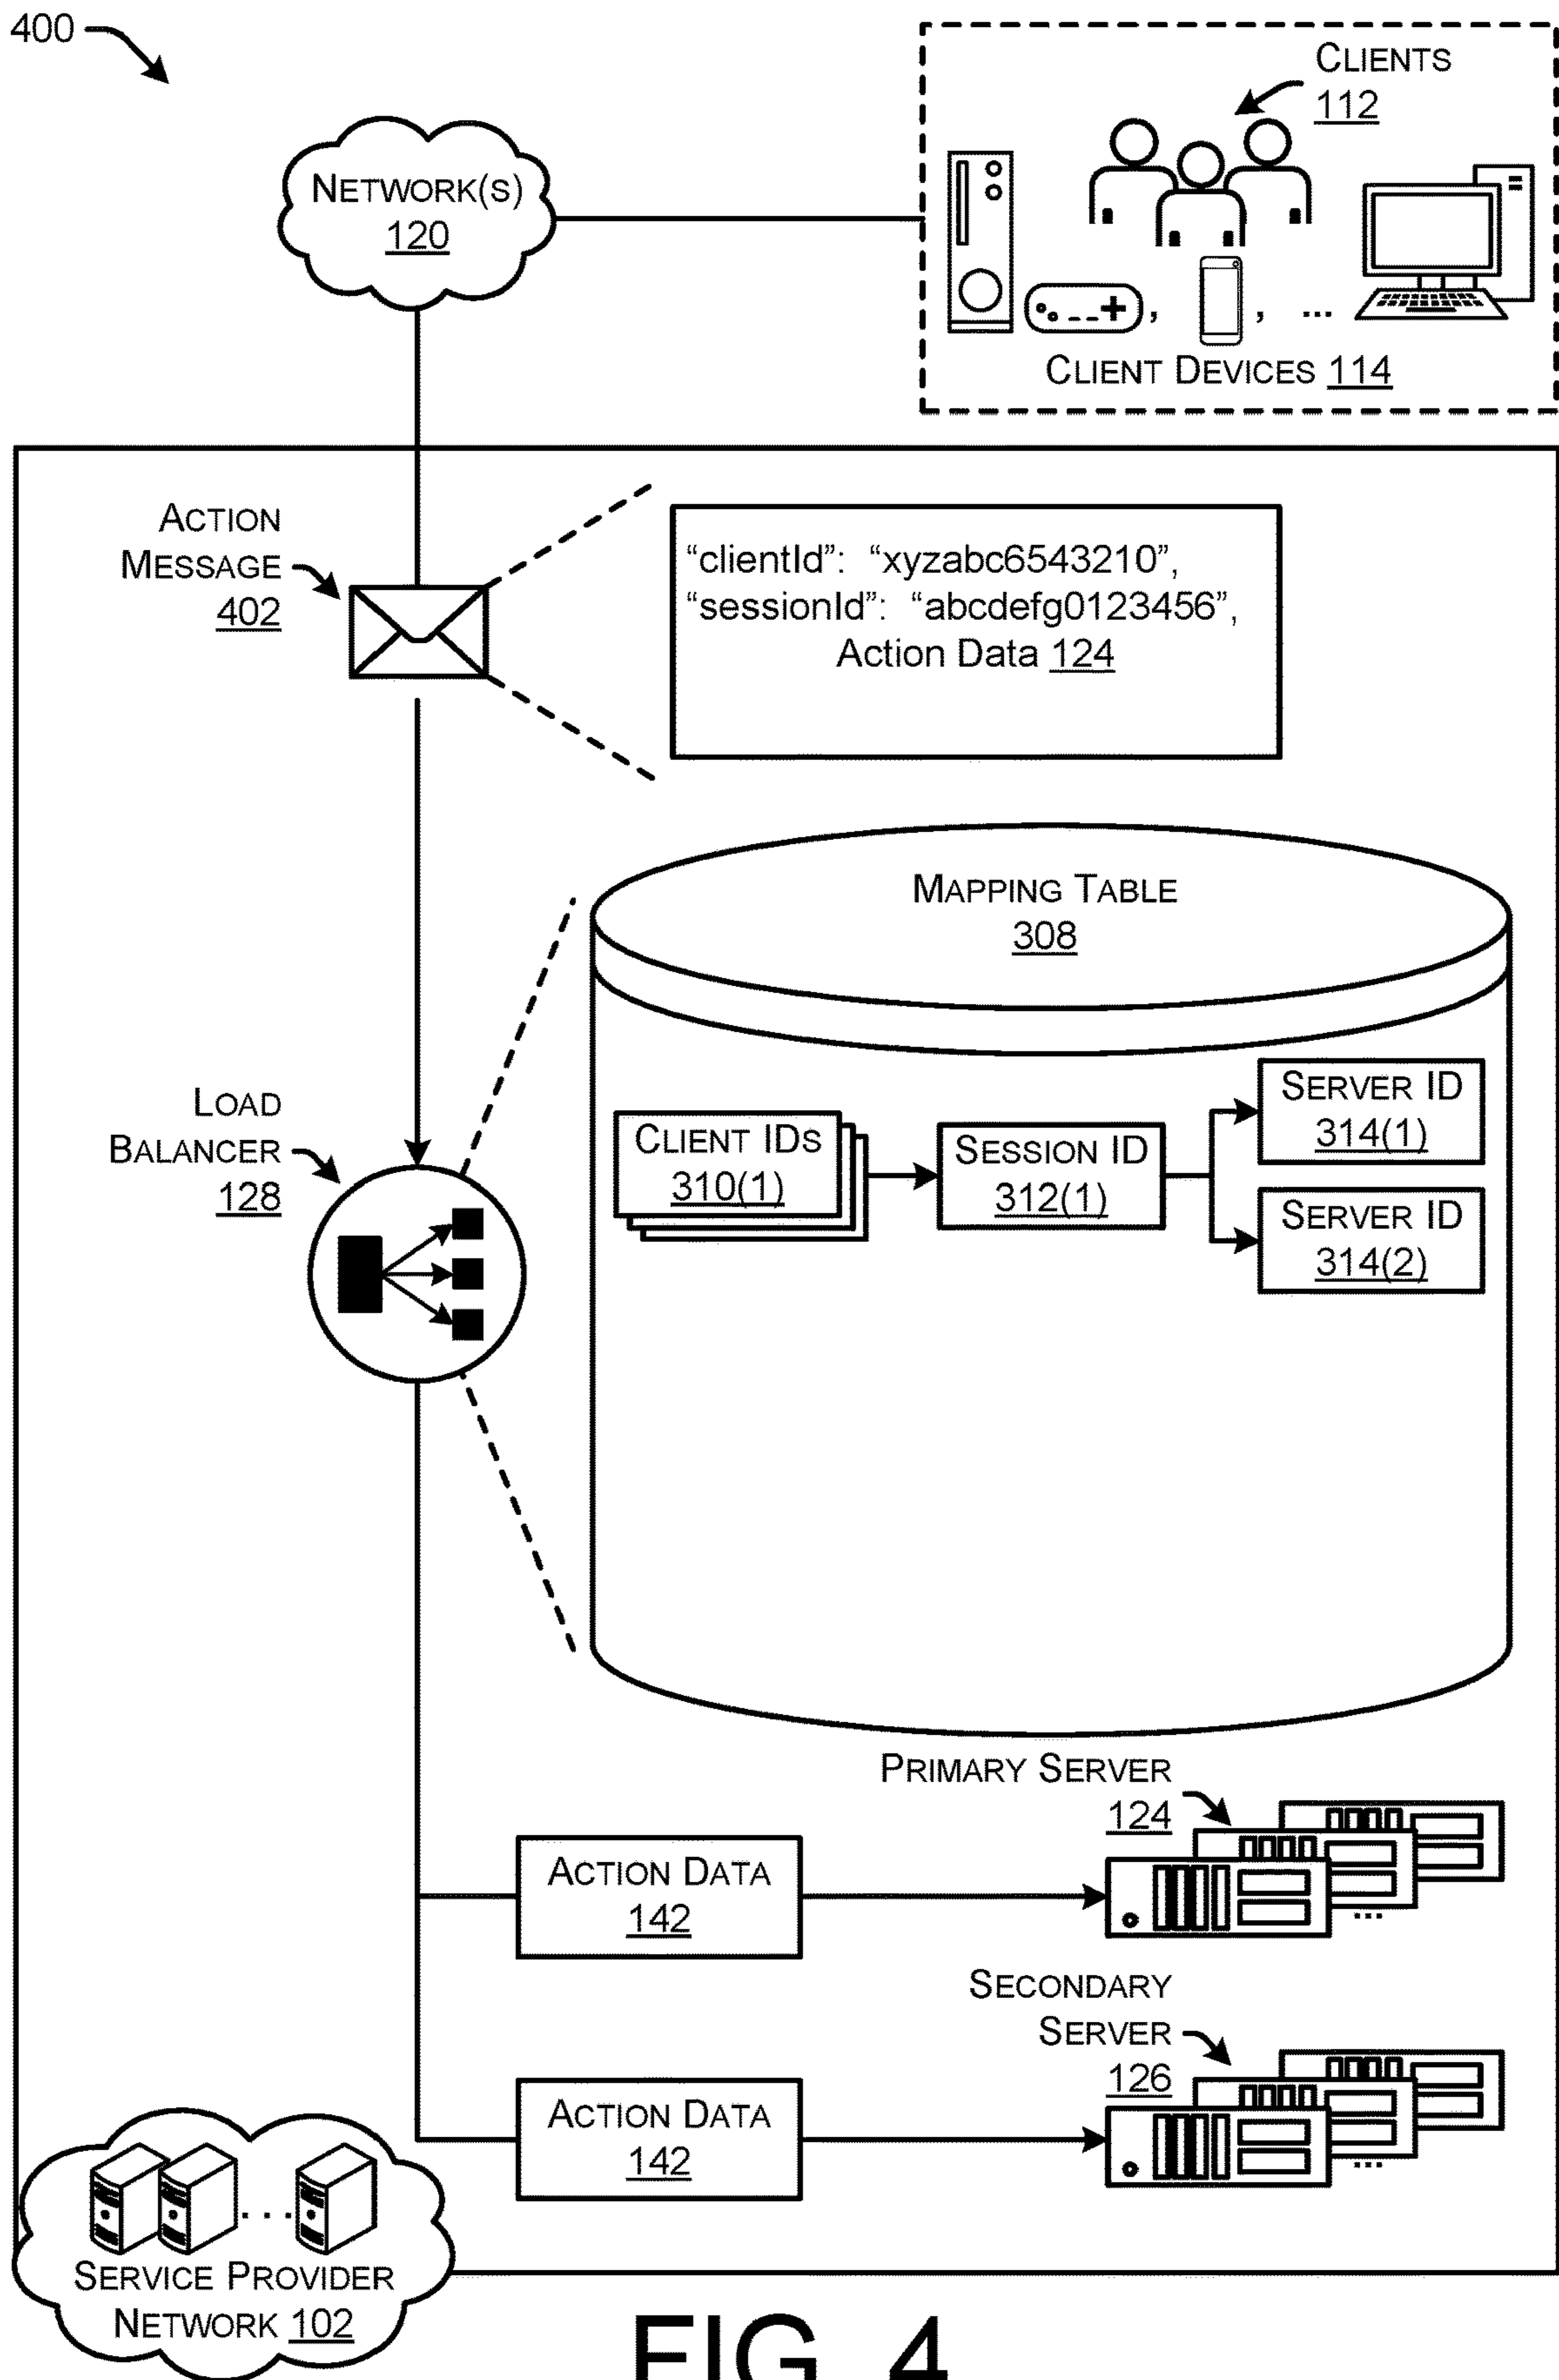 400
CLIENTS
112
NETWORK(S)
120
, , ...
CLIENT DEVICES 114
ACTION
MESSAGE
402
“clientId”: “xyzabc6543210”,
“sessionId”: “abcdefg0123456”,
Action Data 124
MAPPING TABLE
308
LOAD
BALANCER
128
CLIENT IDS
310(1)
SESSION ID
312(1)
SERVER ID
314(1)
SERVER ID
314(2)
PRIMARY SERVER
124
...
ACTION DATA
142
SECONDARY
SERVER
126
...
ACTION DATA
142
...
SERVICE PROVIDER
NETWORK 102
FIG. 4